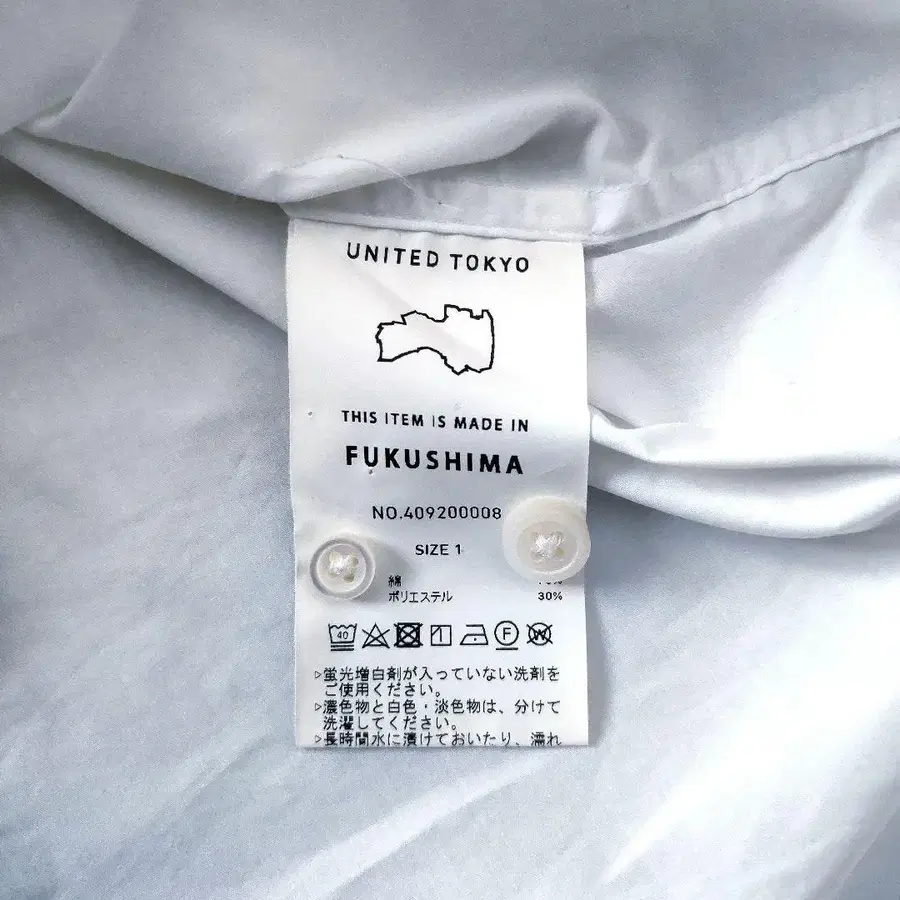 UNITED TOKYO
THIS ITEM IS MADE IN
FUKUSHIMA
NO.409200008
SIZE 1
綿
ポリエステル 30%
40
F
W
▷蛍光増白剤が入っていない洗剤を
ご使用ください。
▷濃色物と白色・淡色物は、分けて
洗濯してください。
▷長時間水に漬けておいたり、濡れ